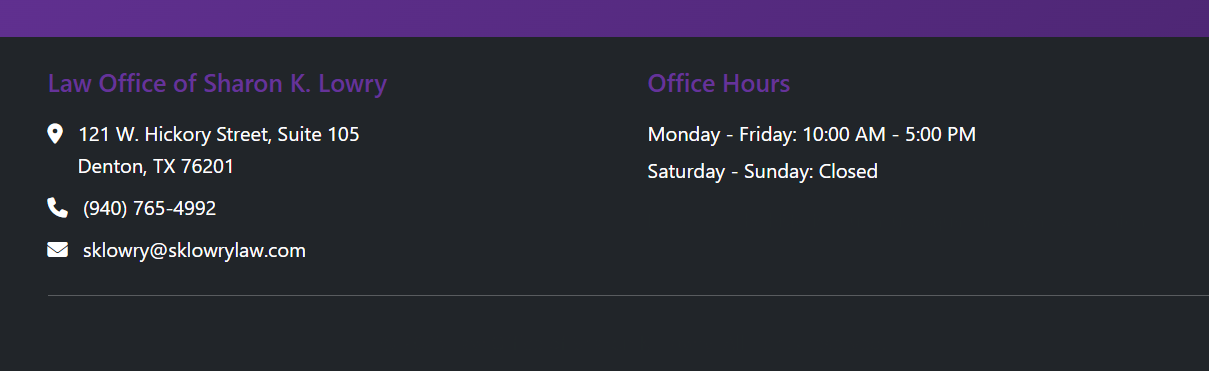 Law Office of Sharon K. Lowry
121 W. Hickory Street, Suite 105
Denton, TX 76201
(940) 765-4992
sklowry@sklowrylaw.com
Office Hours
Monday - Friday: 10:00 AM - 5:00 PM
Saturday - Sunday: Closed